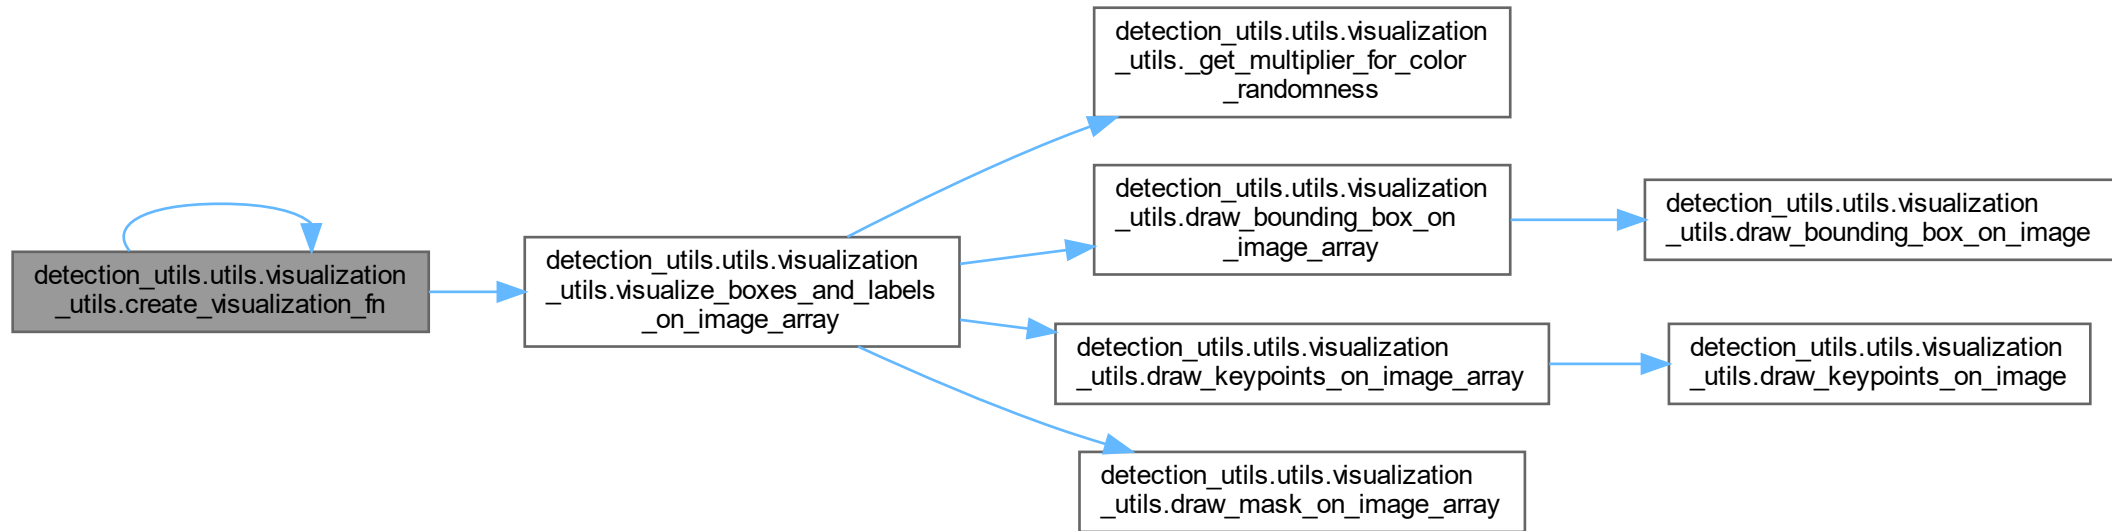 detection_utils.utils.visualization
_utils.create_visualization_fn
detection_utils.utils.visualization
_utils.visualize_boxes_and_labels
_on_image_array
detection_utils.utils.visualization
_utils._get_multiplier_for_color
_randomness
detection_utils.utils.visualization
_utils.draw_bounding_box_on
_image_array
detection_utils.utils.visualization
_utils.draw_bounding_box_on_image
detection_utils.utils.visualization
_utils.draw_keypoints_on_image_array
detection_utils.utils.visualization
_utils.draw_keypoints_on_image
detection_utils.utils.visualization
_utils.draw_mask_on_image_array